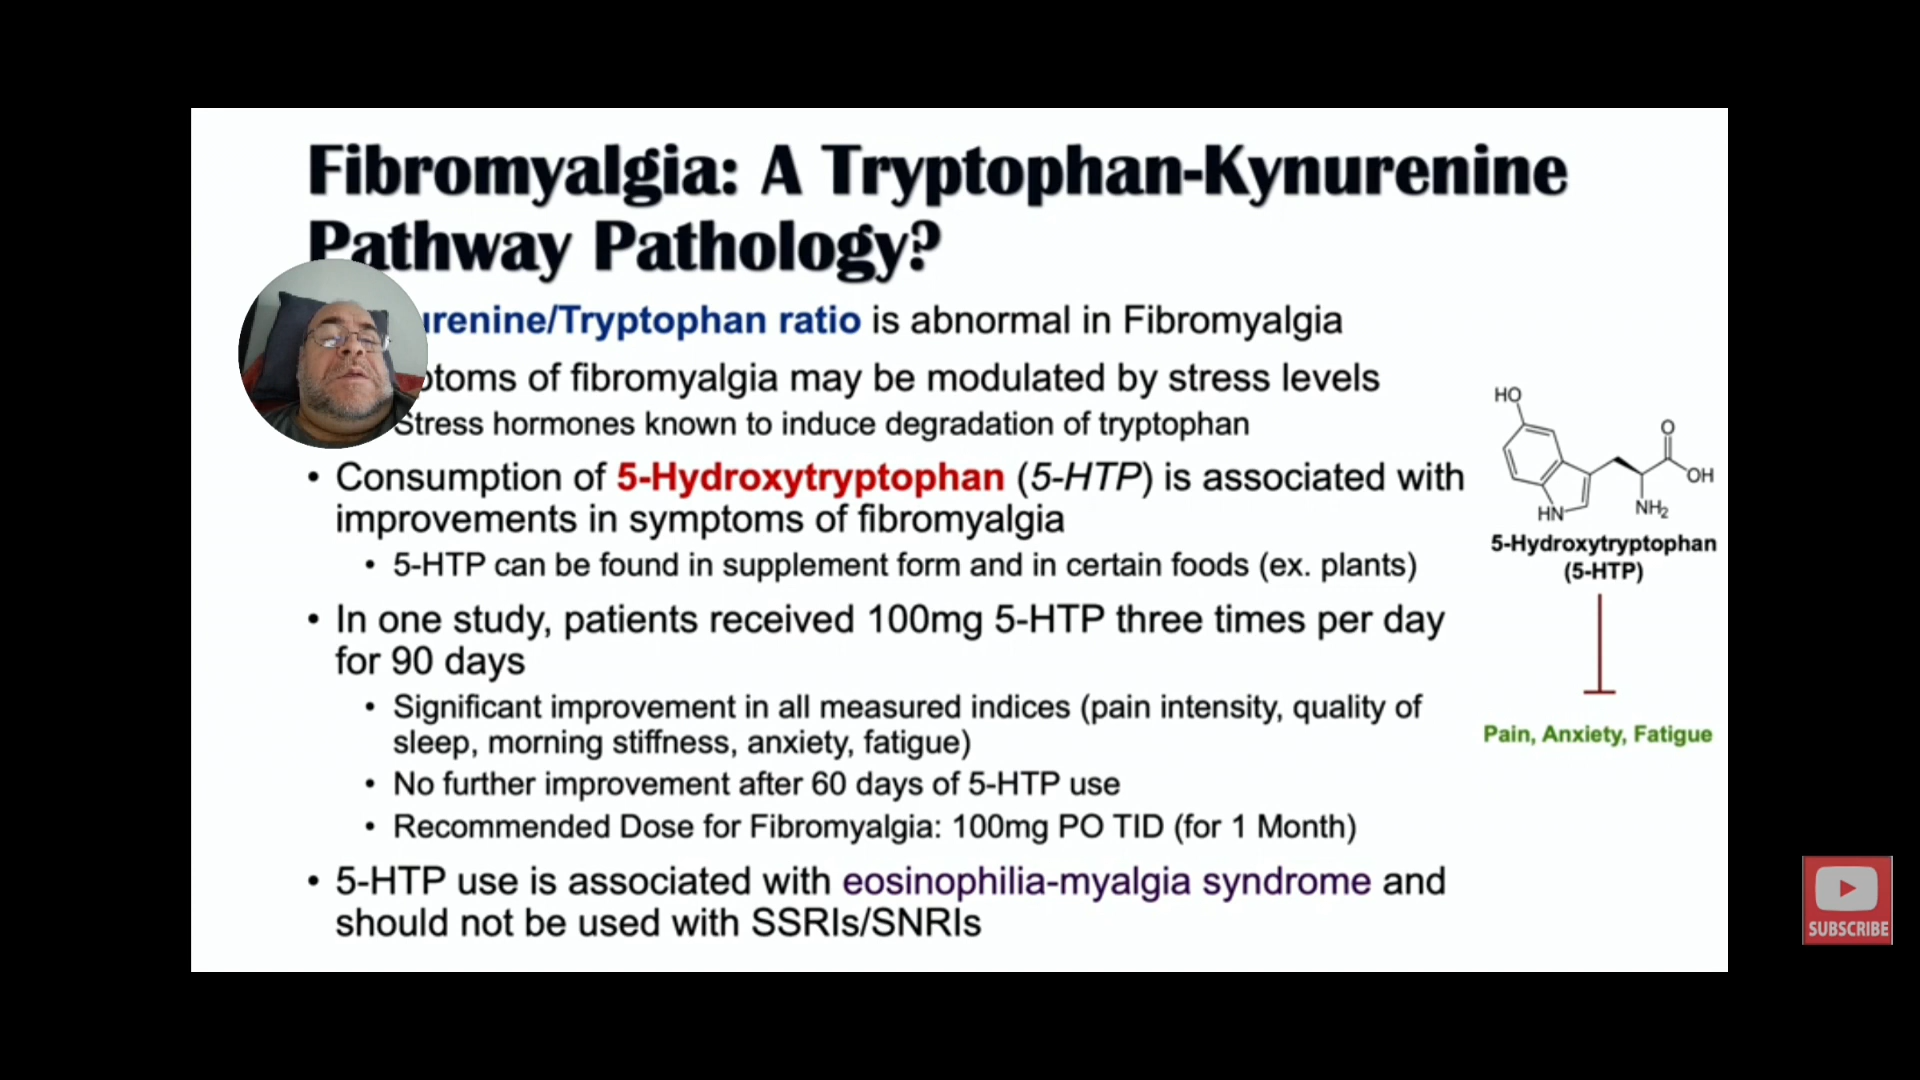 Fibromyalgia: A Tryptophan-Kynurenine
Pathway Pathology?
urenine/Tryptophan ratio is abnormal in Fibromyalgia
ptoms of fibromyalgia may be modulated by stress levels
Stress hormones known to induce degradation of tryptophan
• Consumption of 5-Hydroxytryptophan (5-HTP) is associated with
improvements in symptoms of fibromyalgia
• 5-HTP can be found in supplement form and in certain foods (ex. plants)
• In one study, patients received 100mg 5-HTP three times per day
for 90 days
• Significant improvement in all measured indices (pain intensity, quality of
sleep, morning stiffness, anxiety, fatigue)
• No further improvement after 60 days of 5-HTP use
• Recommended Dose for Fibromyalgia: 100mg PO TID (for 1 Month)
• 5-HTP use is associated with eosinophilia-myalgia syndrome and
should not be used with SSRIs/SNRIs
HO
O
OH
NH₂
HN
5-Hydroxytryptophan
(5-HTP)
Pain, Anxiety, Fatigue
SUBSCRIBE